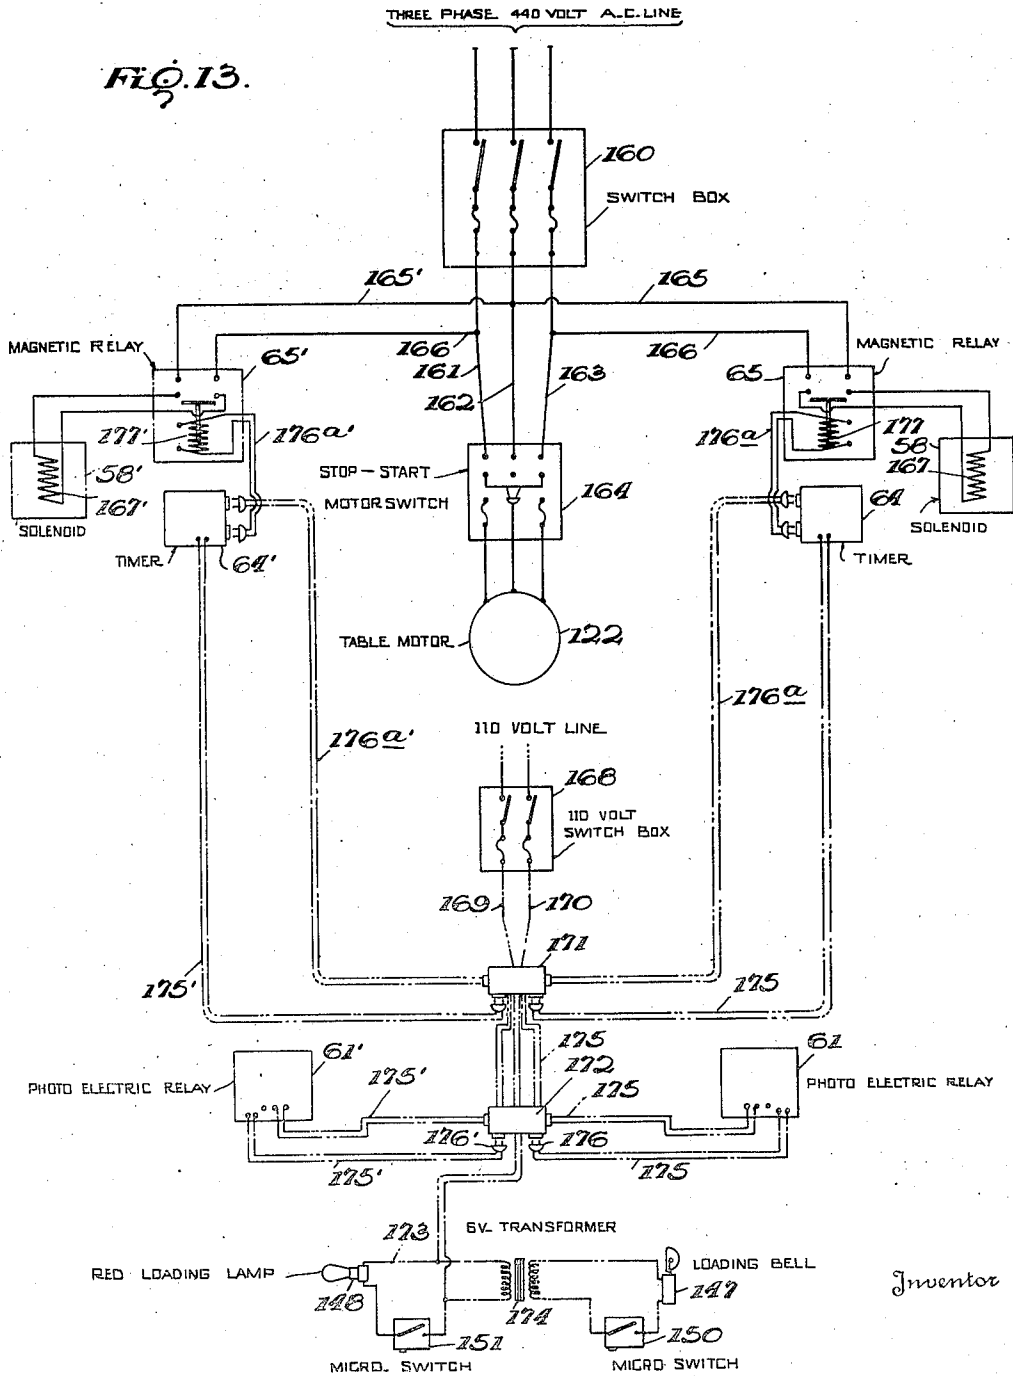 THREE PHASE 440 VOLT A.C. LINE
Fig. 13.
160
SWITCH BOX
165'
165
MAGNETIC RELAY
65'
166
161
162
163
166
65
MAGNETIC RELAY
177'
176a'
176a
177
58
167
58'
167'
SOLENOID
STOP-START
MOTOR SWITCH
164
64
SOLENOID
TIMER
64'
TIMER
TABLE MOTOR
122
176a'
176a
110 VOLT LINE
168
110 VOLT
SWITCH BOX
169
170
171
175'
175
61'
175
172
61
PHOTO ELECTRIC RELAY
175'
175
PHOTO ELECTRIC RELAY
176'
176
175'
175
173
6V. TRANSFORMER
RED LOADING LAMP
148
174
LOADING BELL
147
151
150
MICRO. SWITCH
MICRO SWITCH
Inventor